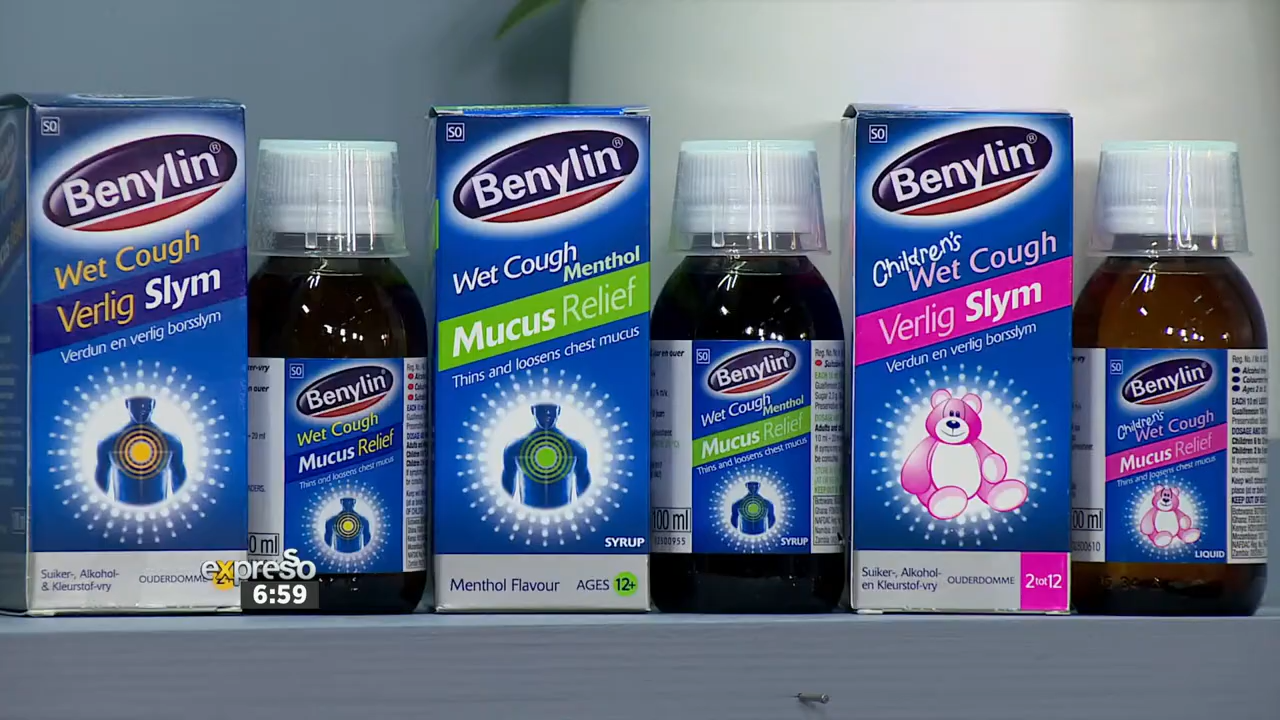 S0
Benylin®
Wet Cough
Verlig Slym
Verdun en verlig borsslym
Suiker-, Alkohol-
& Kleurstof-vry
OUDERDOMME
S0
Benylin®
Wet Cough
Mucus Relief
Thins and loosens chest mucus
S0
Benylin®
Wet Cough
Menthol
Mucus Relief
Thins and loosens chest mucus
SYRUP
Menthol Flavour
AGES 12+
S0
Benylin®
Wet Cough
Menthol
Mucus Relief
Thins and loosens chest mucus
SYRUP
100 ml
S0
Benylin®
Children's
Wet Cough
Verlig Slym
Verdun en verlig borsslym
Suiker-, Alkohol-
en Kleurstof-vry
OUDERDOMME
2 tot 12
S0
Benylin®
Children's
Wet Cough
Mucus Relief
Thins and loosens chest mucus
LIQUID
expresso
6:59